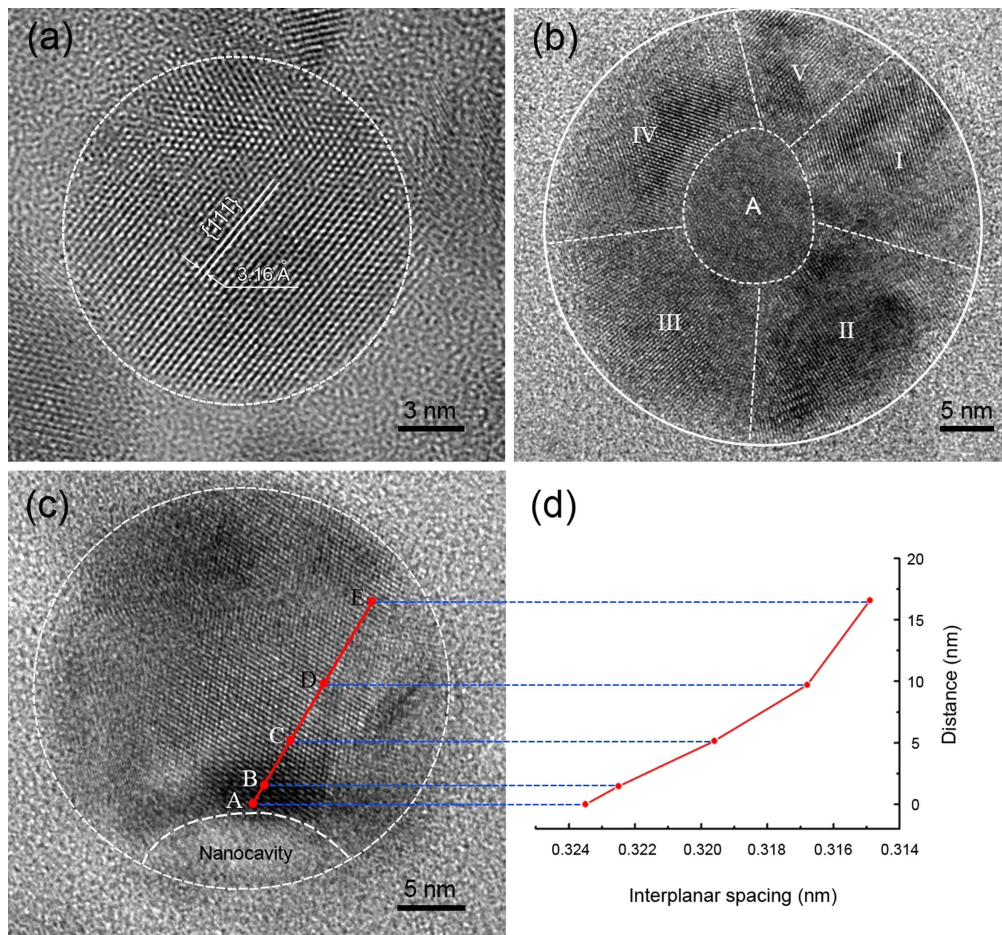 (a)
{111}
3.16 Å
3 nm
(b)
V
I
IV
A
III
II
5 nm
(c)
E
D
C
B
A
Nanocavity
5 nm
(d)
20
15
10
5
0
Distance (nm)
0.324 0.322 0.320 0.318 0.316 0.314
Interplanar spacing (nm)